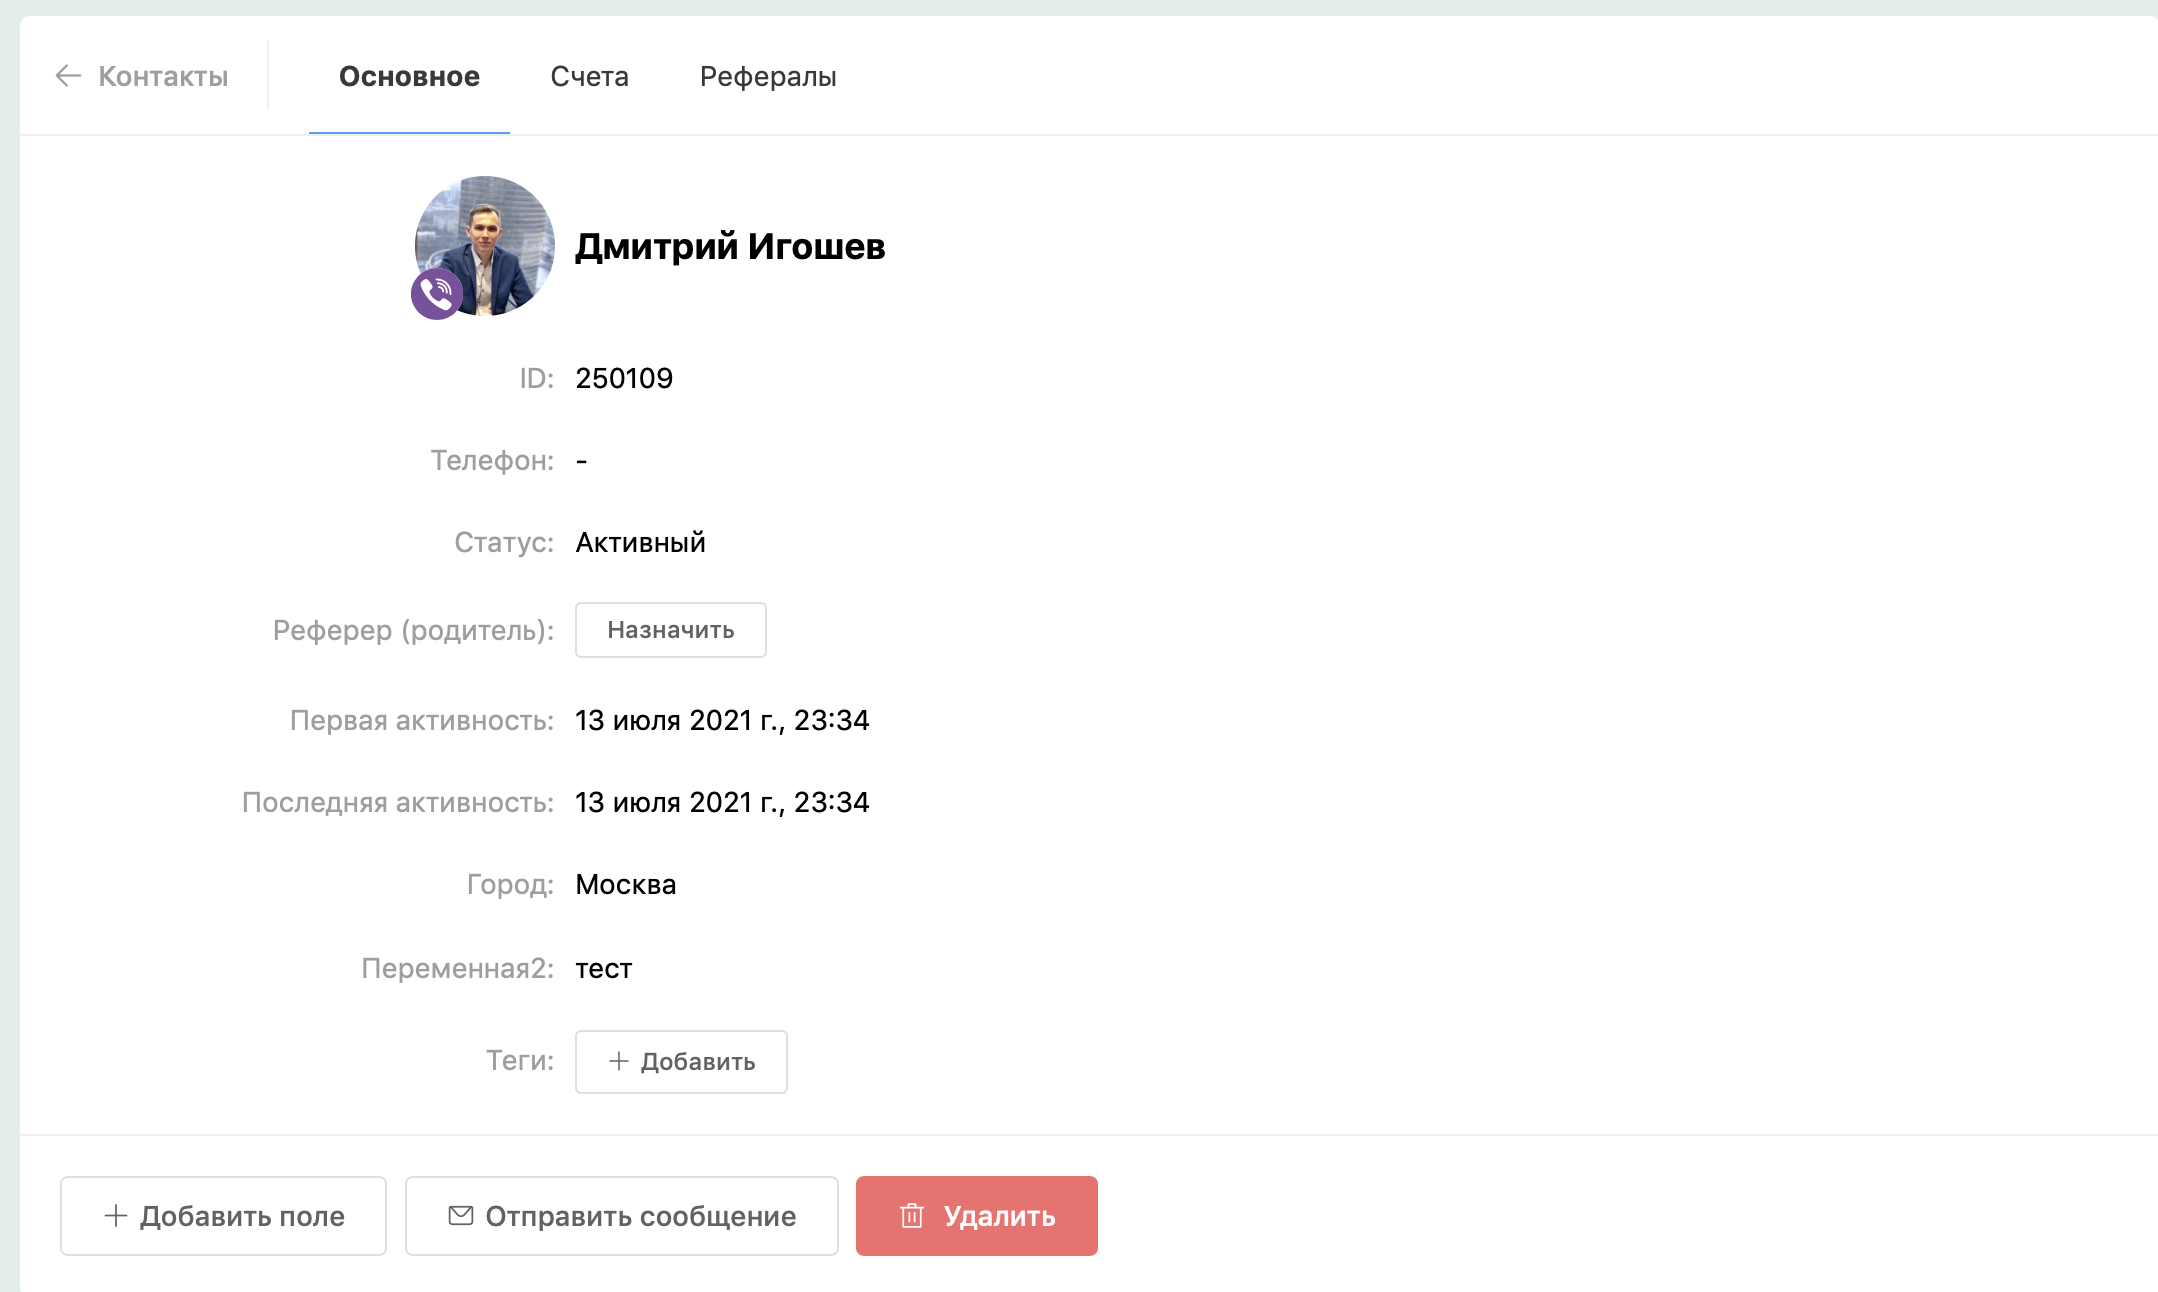 Контакты
Основное
Счета
Рефералы
Дмитрий Игошев
ID: 250109
Телефон: -
Статус: Активный
Реферер (родитель): Назначить
Первая активность: 13 июля 2021 г., 23:34
Последняя активность: 13 июля 2021 г., 23:34
Город: Москва
Переменная2: тест
Теги: + Добавить
+ Добавить поле
Отправить сообщение
Удалить